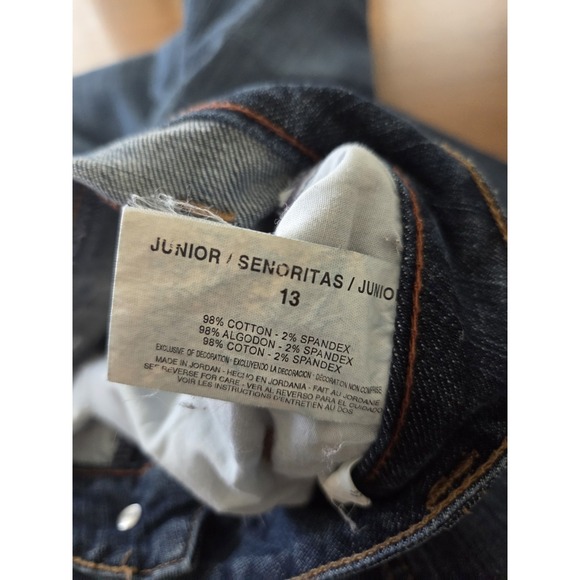 JUNIOR / SENORITAS / JUNIO
13
98% COTTON - 2% SPANDEX
98% ALGODON - 2% SPANDEX
98% COTON - 2% SPANDEX
EXCLUSIVE OF DECORATION - EXCLUYENDO LA DECORACION - DÉCORATION NON COMPRISE
MADE IN JORDAN - HECHO EN JORDANIA - FAIT AU JORDANIE
SEE REVERSE FOR CARE - VER AL REVERSO PARA EL CUIDADO
VOIR LES INSTRUCTIONS D'ENTRETIEN AU DOS.